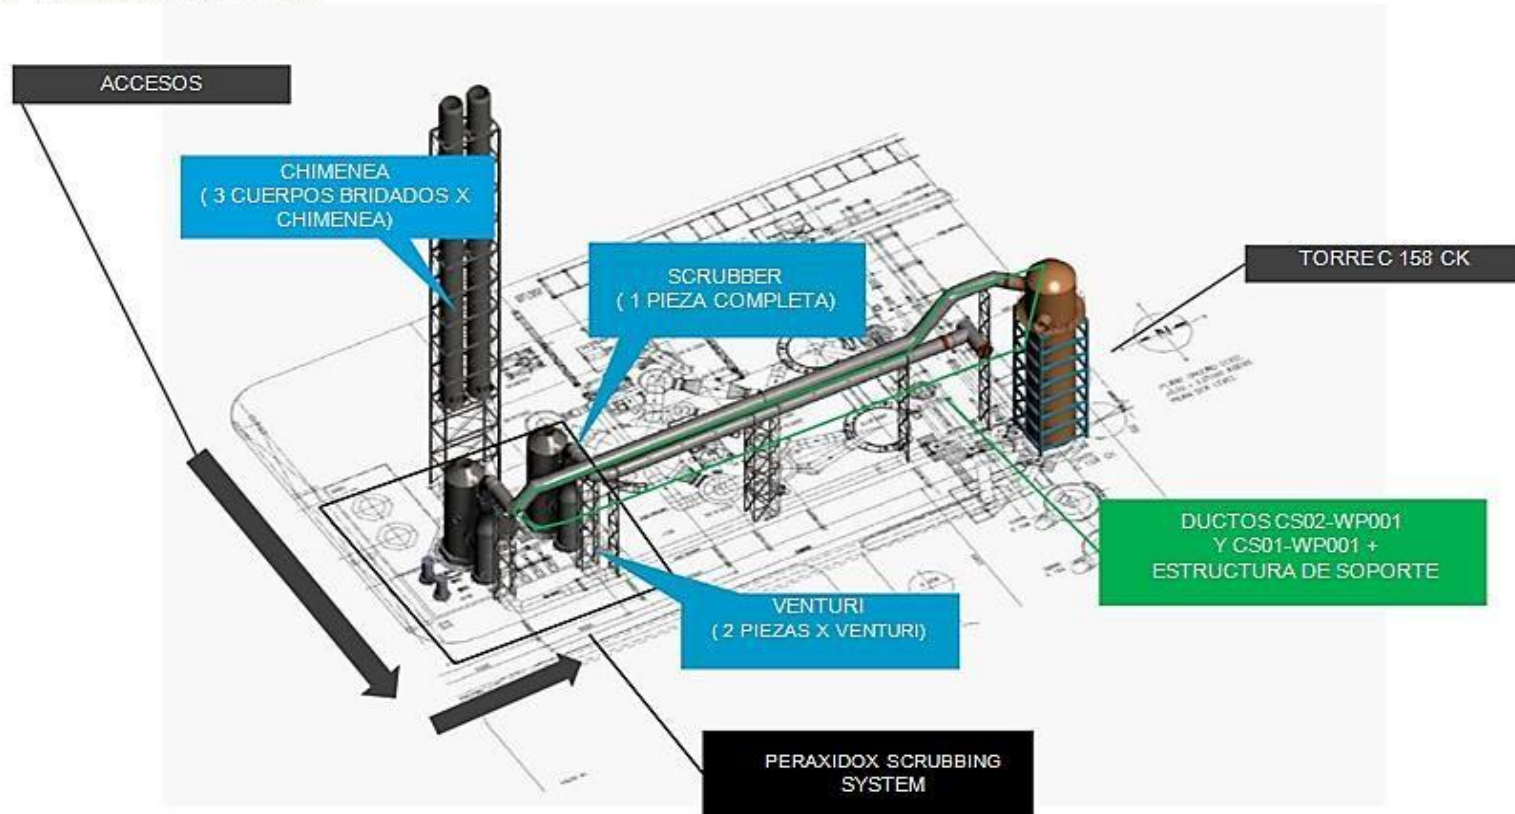 ACCESOS
CHIMENEA
( 3 CUERPOS BRIDADOS X
CHIMENEA)
SCRUBBER
( 1 PIEZA COMPLETA)
TORRE C 158 CK
DUCTOS CS02-WP001
Y CS01-WP001 +
ESTRUCTURA DE SOPORTE
VENTURI
( 2 PIEZAS X VENTURI)
PERAXIDOX SCRUBBING
SYSTEM